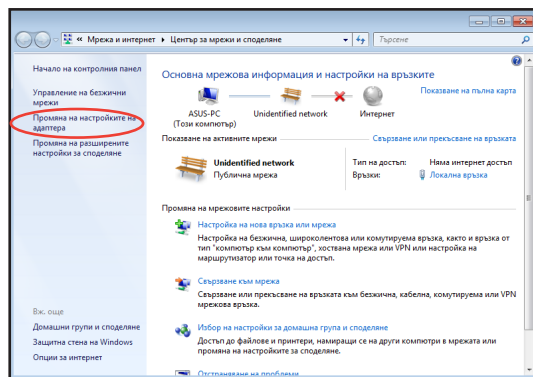 « Мрежа и интернет ▸ Център за мрежи и споделяне
Търсене
Начало на контролния панел
Управление на безжични
мрежи
Промяна на настройките на
адаптера
Промяна на разширените
настройки за споделяне
Вж. още
Домашни групи и споделяне
Защитна стена на Windows
Опции за интернет
Основна мрежова информация и настройки на връзките
Показване на пълна карта
ASUS-PC
(Този компютър)
Unidentified network
Интернет
Показване на активните мрежи
Свързване или прекъсване на връзката
Unidentified network
Публична мрежа
Тип на достъп: Няма интернет достъп
Връзки: Локална връзка
Промяна на мрежовите настройки
Настройка на нова връзка или мрежа
Настройка на безжична, широколентова или комутируема връзка, както и връзка от
тип "компютър към компютър", хоствана мрежа или VPN или настройка на
маршрутизатор или точка на достъп.
Свързване към мрежа
Свързване или прекъсване на връзката към безжична, кабелна, комутируема или VPN
мрежова връзка.
Избор на настройки за домашна група и споделяне
Достъп до файлове и принтери, намиращи се на други компютри в мрежата или
промяна на настройките за споделяне.
Отстраняване на проблеми